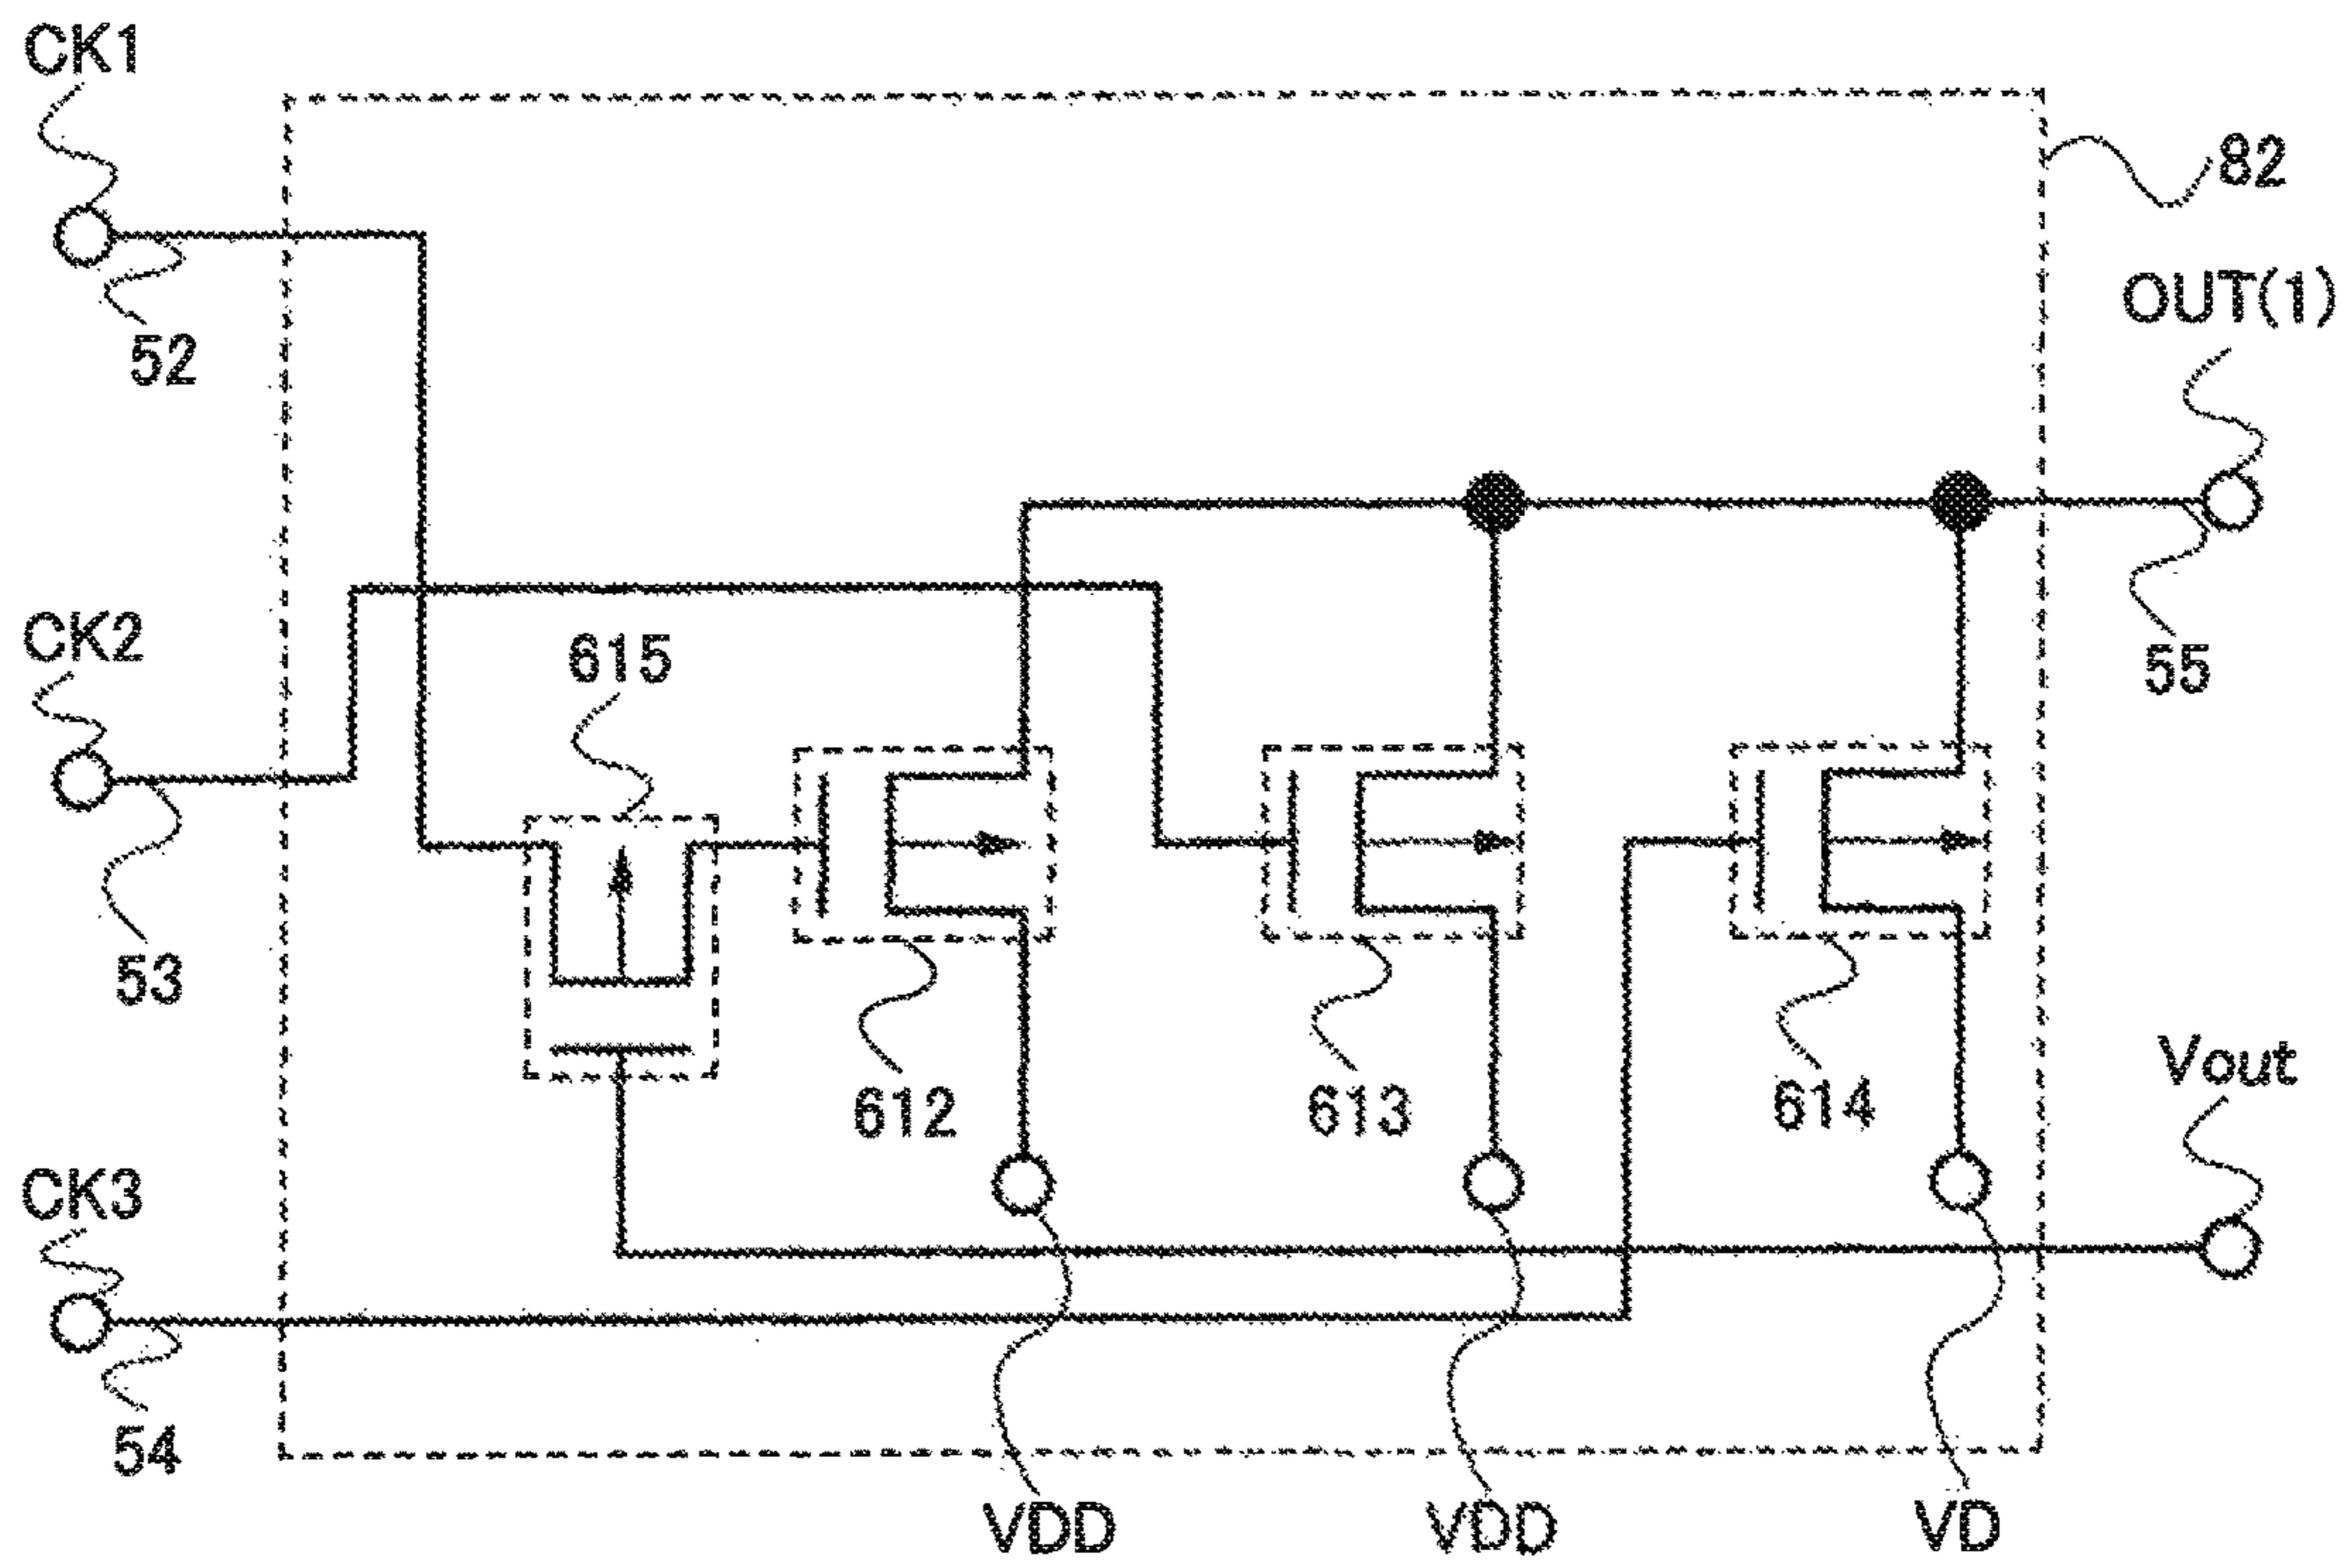 CK1
82
OUT(1)
52
CK2
615
55
53
Vout
612
613
614
CK3
54
VDD
VDD
VD